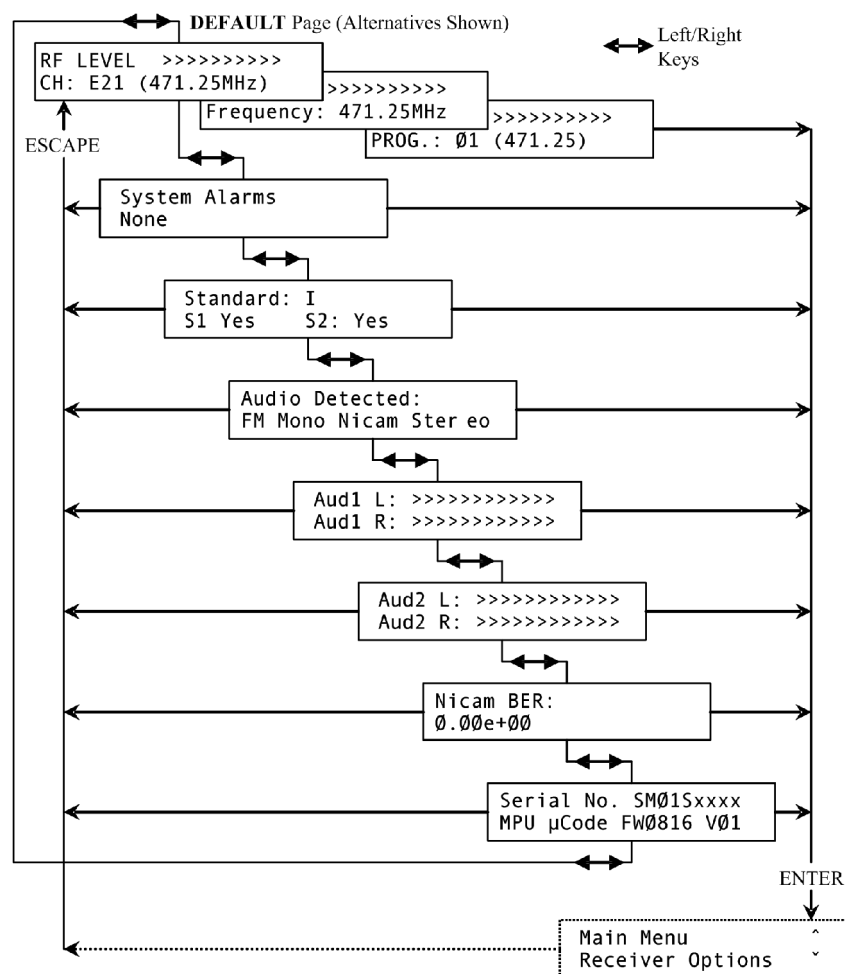 DEFAULT Page (Alternatives Shown)
Left/Right
Keys
RF LEVEL >>>>>>>>>>
CH: E21 (471.25MHz)
>>>>>>>>>>
Frequency: 471.25MHz
>>>>>>>>>>
PROG.: Ø1 (471.25)
ESCAPE
System Alarms
None
Standard: I
S1 Yes S2: Yes
Audio Detected:
FM Mono Nicam Ster eo
Aud1 L: >>>>>>>>>>>>
Aud1 R: >>>>>>>>>>>>
Aud2 L: >>>>>>>>>>>>
Aud2 R: >>>>>>>>>>>>
Nicam BER:
Ø.ØØe+ØØ
Serial No. SMØ1Sxxxx
MPU µCode FWØ816 VØ1
ENTER
Main Menu ˆ
Receiver Options ˇ